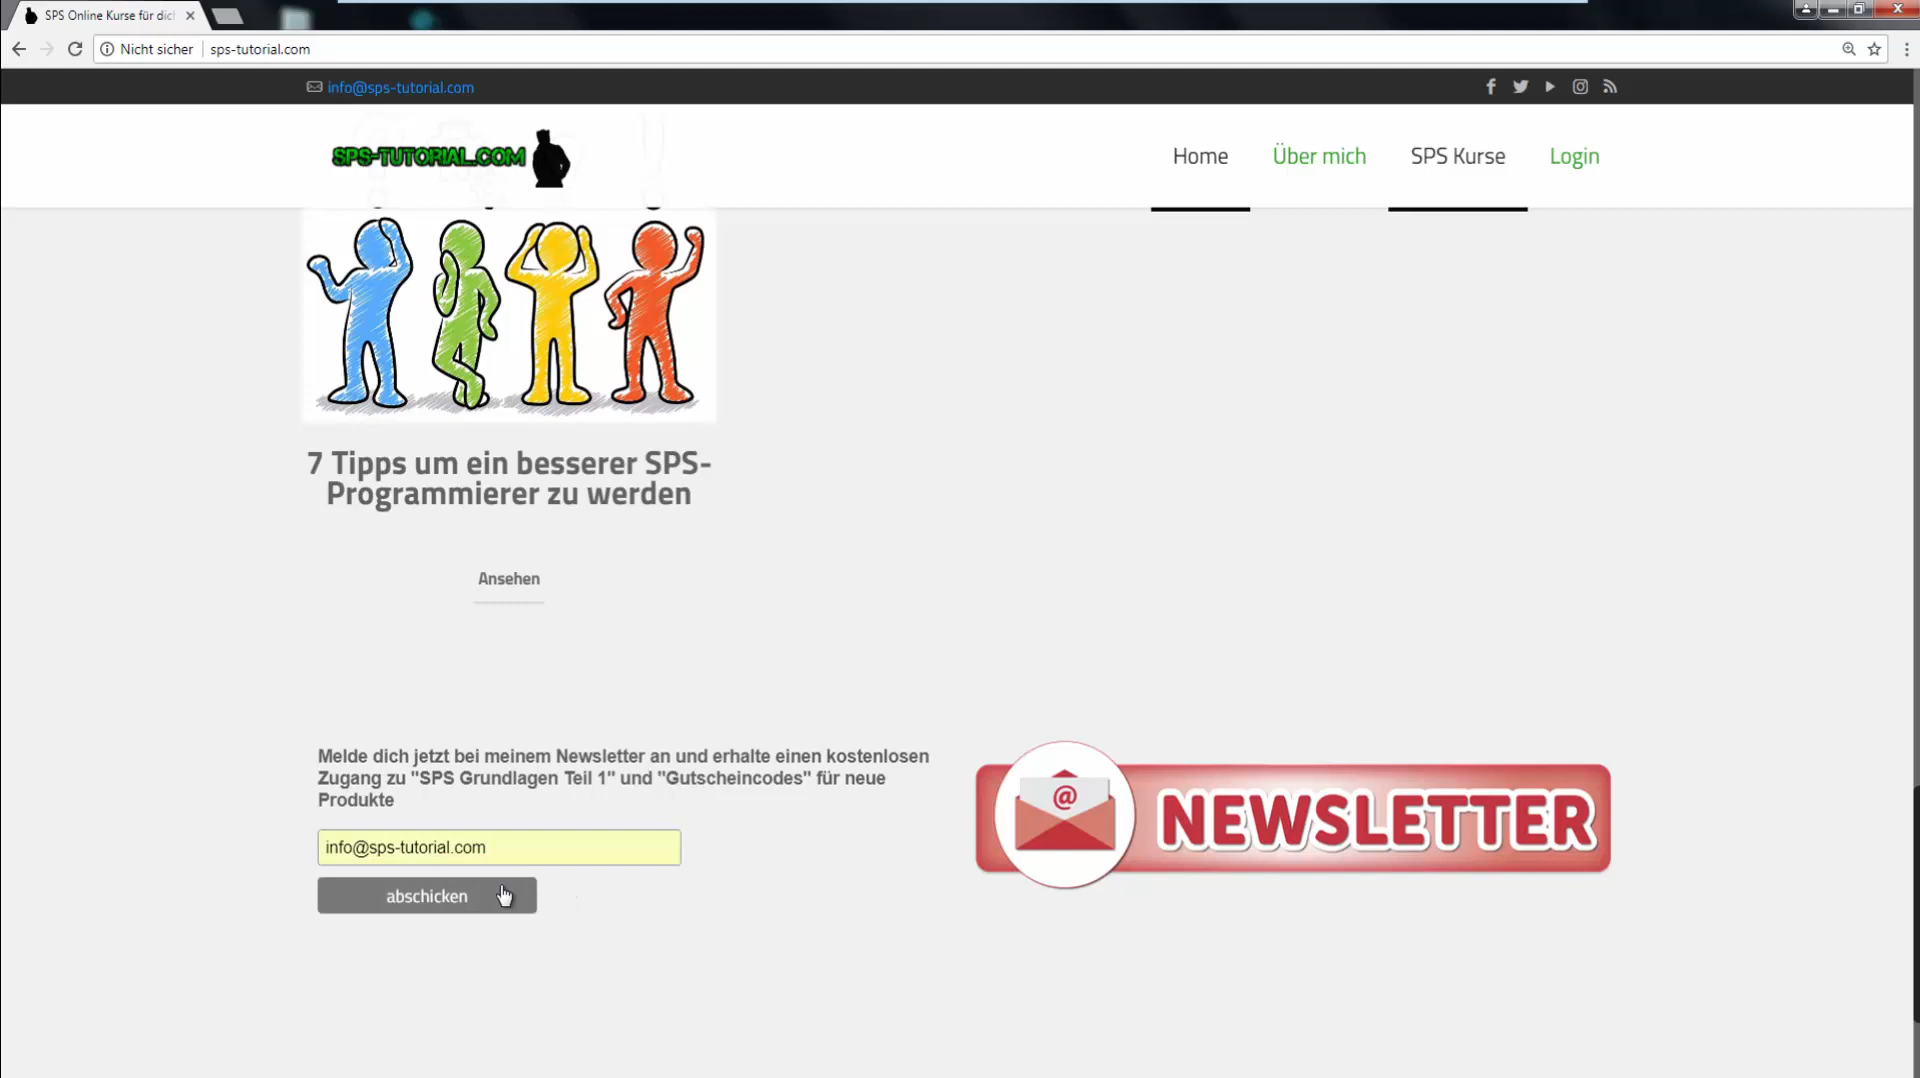 SPS Online Kurse für dich
Nicht sicher
sps-tutorial.com
info@sps-tutorial.com
SPS-TUTORIAL.COM
Home
Über mich
SPS Kurse
Login
7 Tipps um ein besserer SPS-
Programmierer zu werden
Ansehen
Melde dich jetzt bei meinem Newsletter an und erhalte einen kostenlosen
Zugang zu "SPS Grundlagen Teil 1" und "Gutscheincodes" für neue
Produkte
info@sps-tutorial.com
abschicken
@
NEWSLETTER